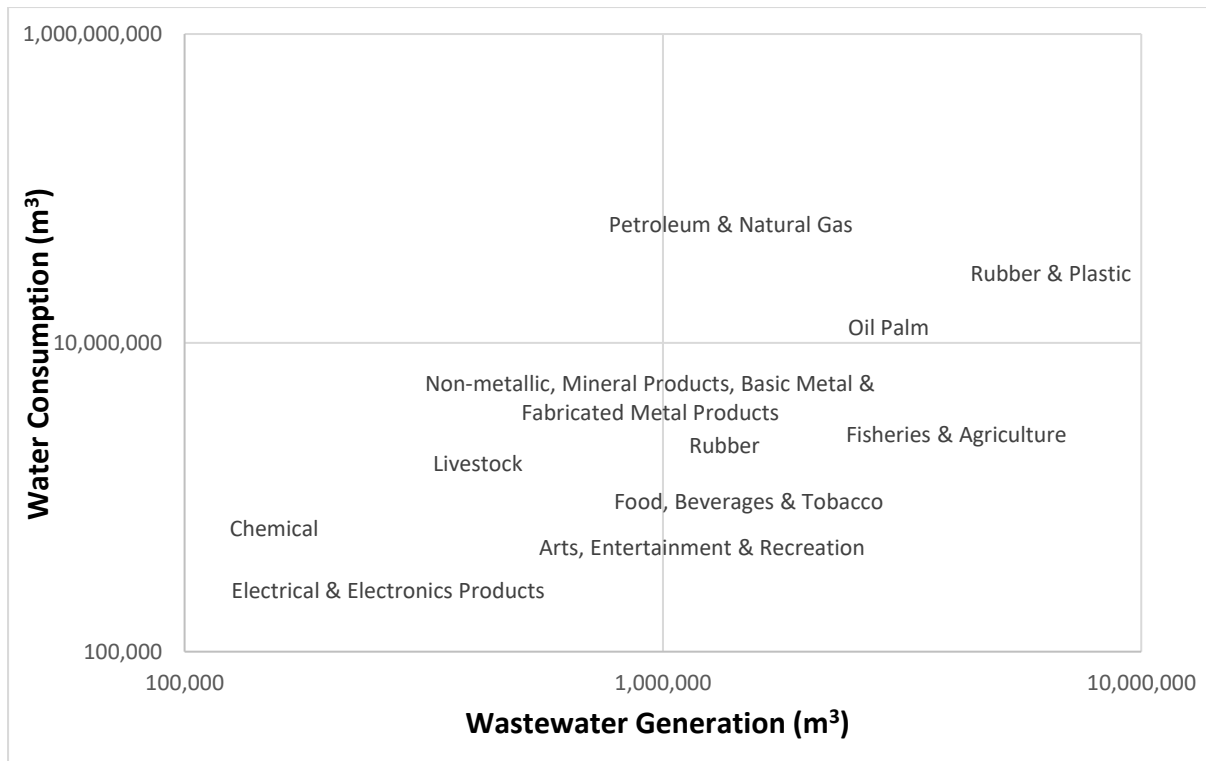 1,000,000,000
Petroleum & Natural Gas
Rubber & Plastic
Oil Palm
10,000,000
Non-metallic, Mineral Products, Basic Metal &
Fabricated Metal Products
Fisheries & Agriculture
Rubber
Livestock
Food, Beverages & Tobacco
Chemical
Arts, Entertainment & Recreation
Electrical & Electronics Products
100,000
100,000
1,000,000
10,000,000
Water Consumption (m³)
Wastewater Generation (m³)